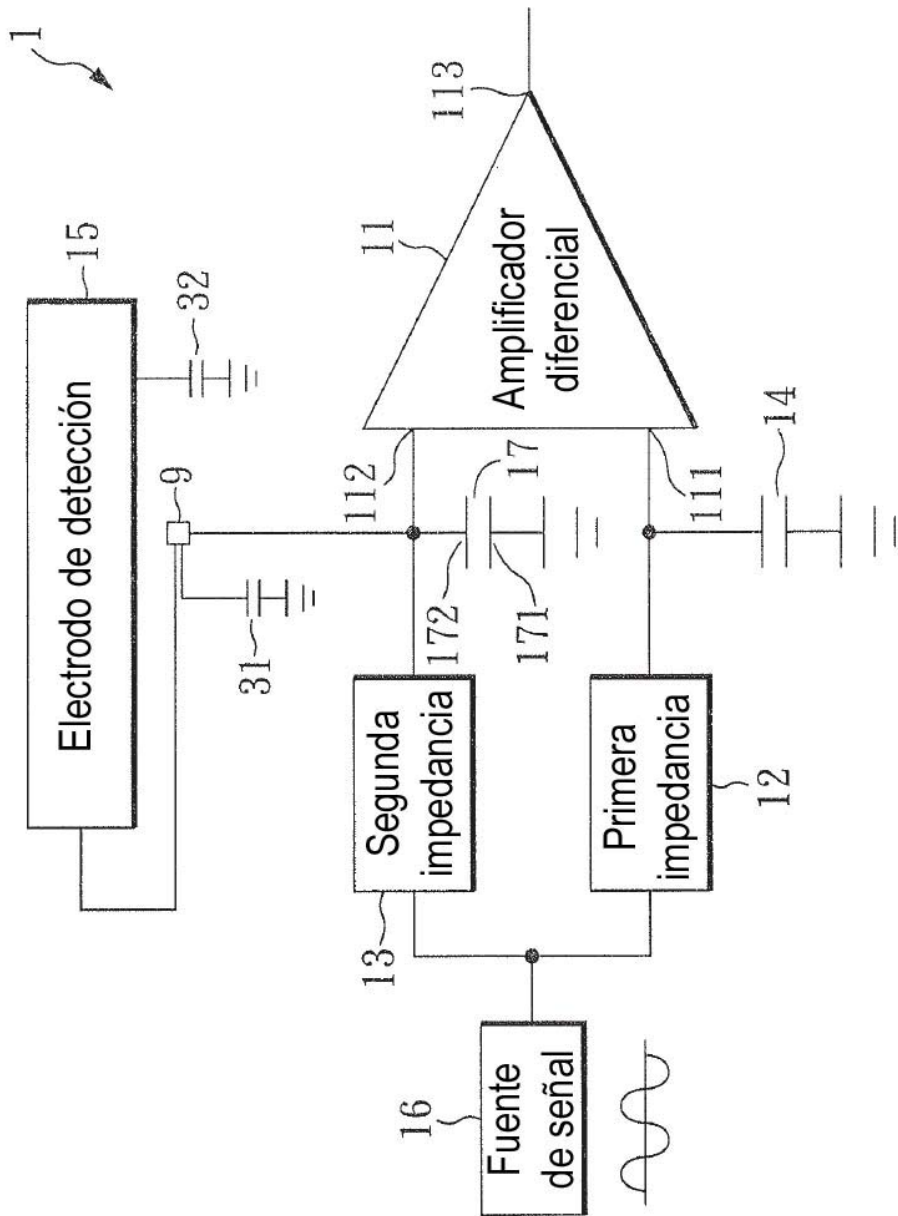 1
Electrodo de detección
15
32
9
31
Segunda
impedancia
13
172
17
171
112
11
Amplificador
diferencial
113
111
14
Primera
impedancia
12
16
Fuente
de señal